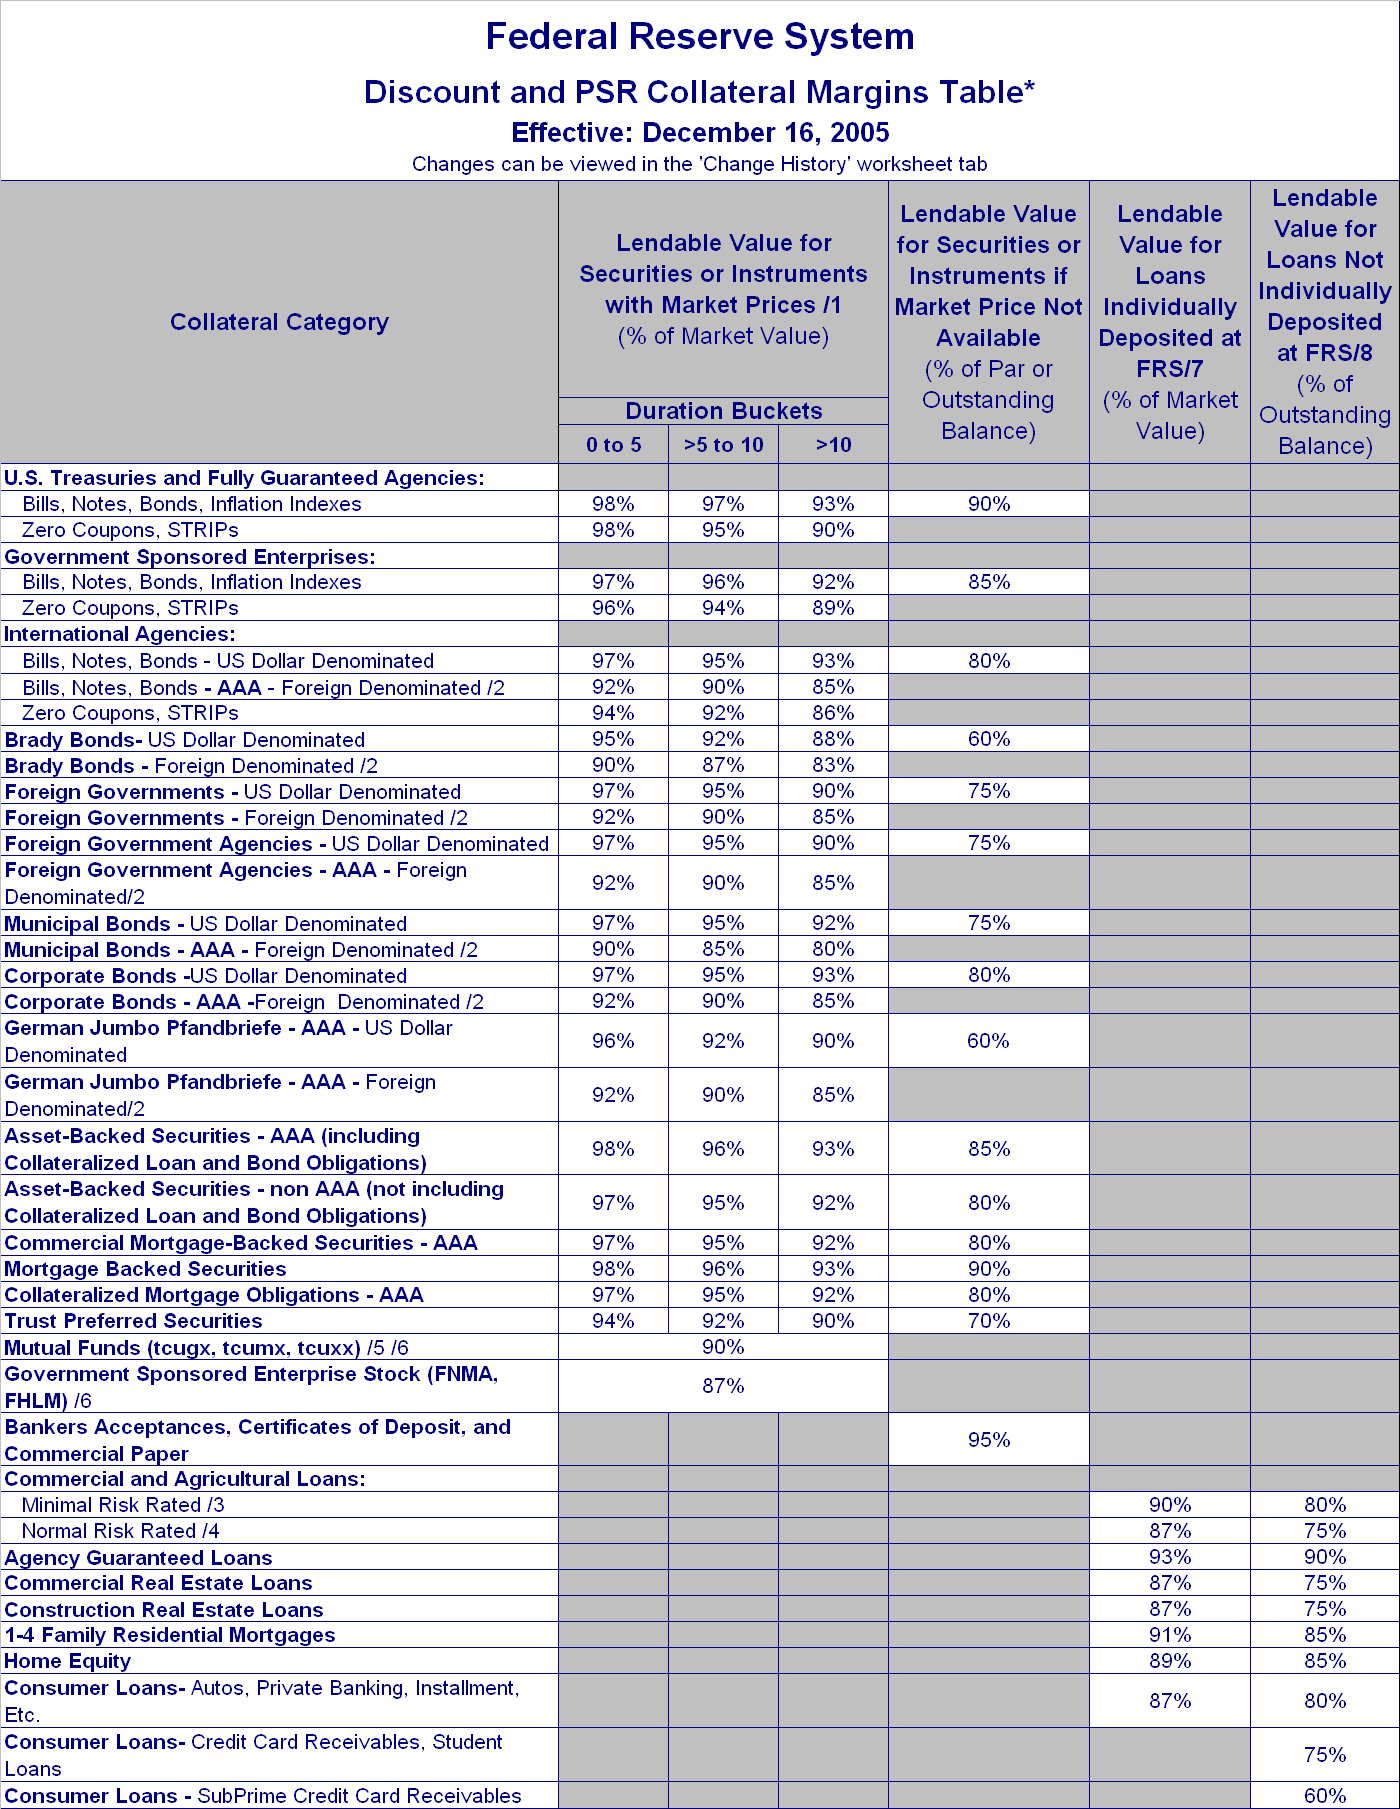 Federal Reserve System
Discount and PSR Collateral Margins Table*
Effective: December 16, 2005
Changes can be viewed in the 'Change History' worksheet tab
Collateral Category
Lendable Value for
Securities or Instruments
with Market Prices /1
(% of Market Value)
Duration Buckets
0 to 5 >5 to 10 >10
Lendable Value
for Securities or
Instruments if
Market Price Not
Available
(% of Par or
Outstanding
Balance)
Lendable
Value for
Loans
Individually
Deposited at
FRS/7
(% of Market
Value)
Lendable
Value for
Loans Not
Individually
Deposited
at FRS/8
(% of
Outstanding
Balance)
U.S. Treasuries and Fully Guaranteed Agencies:
Bills, Notes, Bonds, Inflation Indexes 98% 97% 93% 90%
Zero Coupons, STRIPs 98% 95% 90%
Government Sponsored Enterprises:
Bills, Notes, Bonds, Inflation Indexes 97% 96% 92% 85%
Zero Coupons, STRIPs 96% 94% 89%
International Agencies:
Bills, Notes, Bonds - US Dollar Denominated 97% 95% 93% 80%
Bills, Notes, Bonds - AAA - Foreign Denominated /2 92% 90% 85%
Zero Coupons, STRIPs 94% 92% 86%
Brady Bonds- US Dollar Denominated 95% 92% 88% 60%
Brady Bonds - Foreign Denominated /2 90% 87% 83%
Foreign Governments - US Dollar Denominated 97% 95% 90% 75%
Foreign Governments - Foreign Denominated /2 92% 90% 85%
Foreign Government Agencies - US Dollar Denominated 97% 95% 90% 75%
Foreign Government Agencies - AAA - Foreign
Denominated/2 92% 90% 85%
Municipal Bonds - US Dollar Denominated 97% 95% 92% 75%
Municipal Bonds - AAA - Foreign Denominated /2 90% 85% 80%
Corporate Bonds -US Dollar Denominated 97% 95% 93% 80%
Corporate Bonds - AAA -Foreign Denominated /2 92% 90% 85%
German Jumbo Pfandbriefe - AAA - US Dollar
Denominated 96% 92% 90% 60%
German Jumbo Pfandbriefe - AAA - Foreign
Denominated/2 92% 90% 85%
Asset-Backed Securities - AAA (including
Collateralized Loan and Bond Obligations) 98% 96% 93% 85%
Asset-Backed Securities - non AAA (not including
Collateralized Loan and Bond Obligations) 97% 95% 92% 80%
Commercial Mortgage-Backed Securities - AAA 97% 95% 92% 80%
Mortgage Backed Securities 98% 96% 93% 90%
Collateralized Mortgage Obligations - AAA 97% 95% 92% 80%
Trust Preferred Securities 94% 92% 90% 70%
Mutual Funds (tcugx, tcumx, tcuxx) /5 /6 90%
Government Sponsored Enterprise Stock (FNMA,
FHLM) /6 87%
Bankers Acceptances, Certificates of Deposit, and
Commercial Paper 95%
Commercial and Agricultural Loans:
Minimal Risk Rated /3 90% 80%
Normal Risk Rated /4 87% 75%
Agency Guaranteed Loans 93% 90%
Commercial Real Estate Loans 87% 75%
Construction Real Estate Loans 87% 75%
1-4 Family Residential Mortgages 91% 85%
Home Equity 89% 85%
Consumer Loans- Autos, Private Banking, Installment,
Etc. 87% 80%
Consumer Loans- Credit Card Receivables, Student
Loans 75%
Consumer Loans - SubPrime Credit Card Receivables 60%